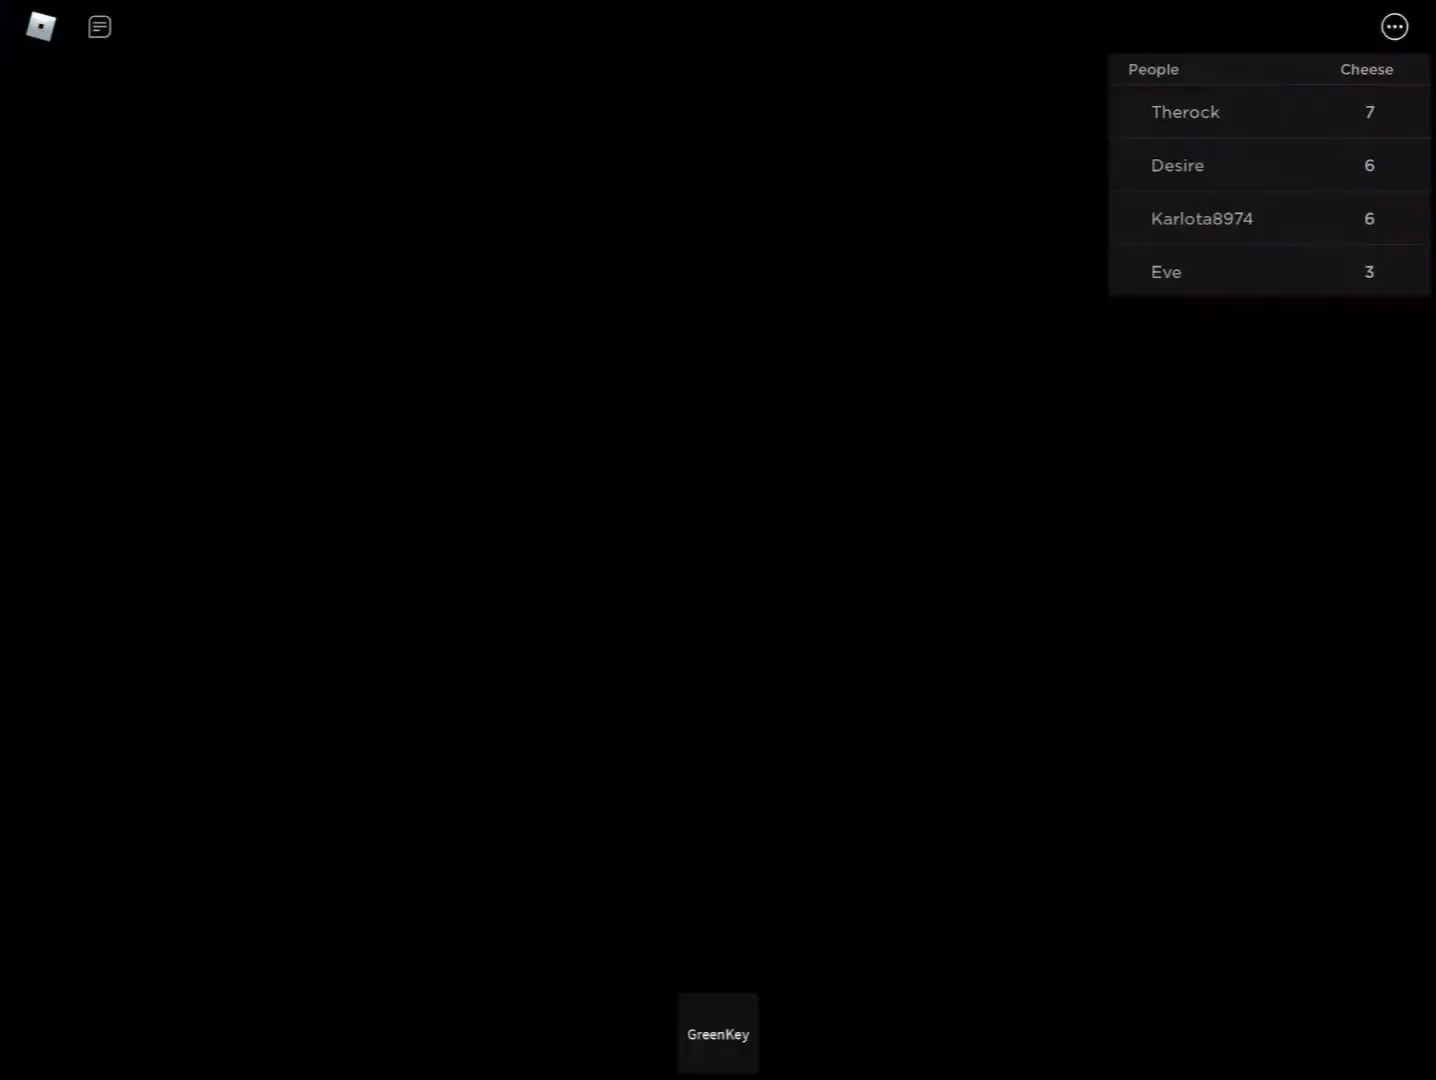 People Cheese
Therock 7
Desire 6
Karlota8974 6
Eve 3
GreenKey